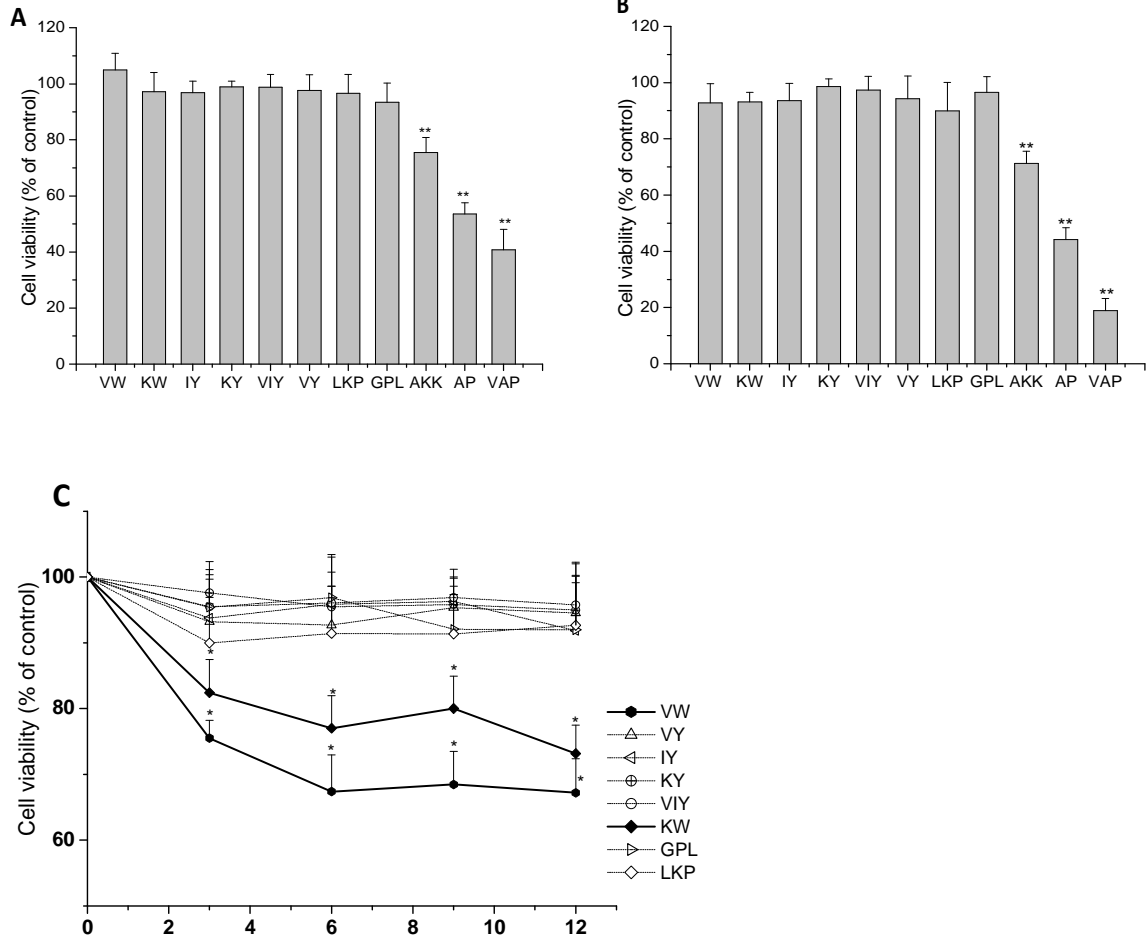 A
120
100
80
60
40
20
0
Cell viability (% of control)
**
**
**
VW KW IY KY VIY VY LKP GPL AKK AP VAP
B
120
100
80
60
40
20
0
Cell viability (% of control)
**
**
**
VW KW IY KY VIY VY LKP GPL AKK AP VAP
C
100
80
60
Cell viability (% of control)
*
*
*
*
*
*
*
*
0 2 4 6 8 10 12
VW
VY
IY
KY
VIY
KW
GPL
LKP